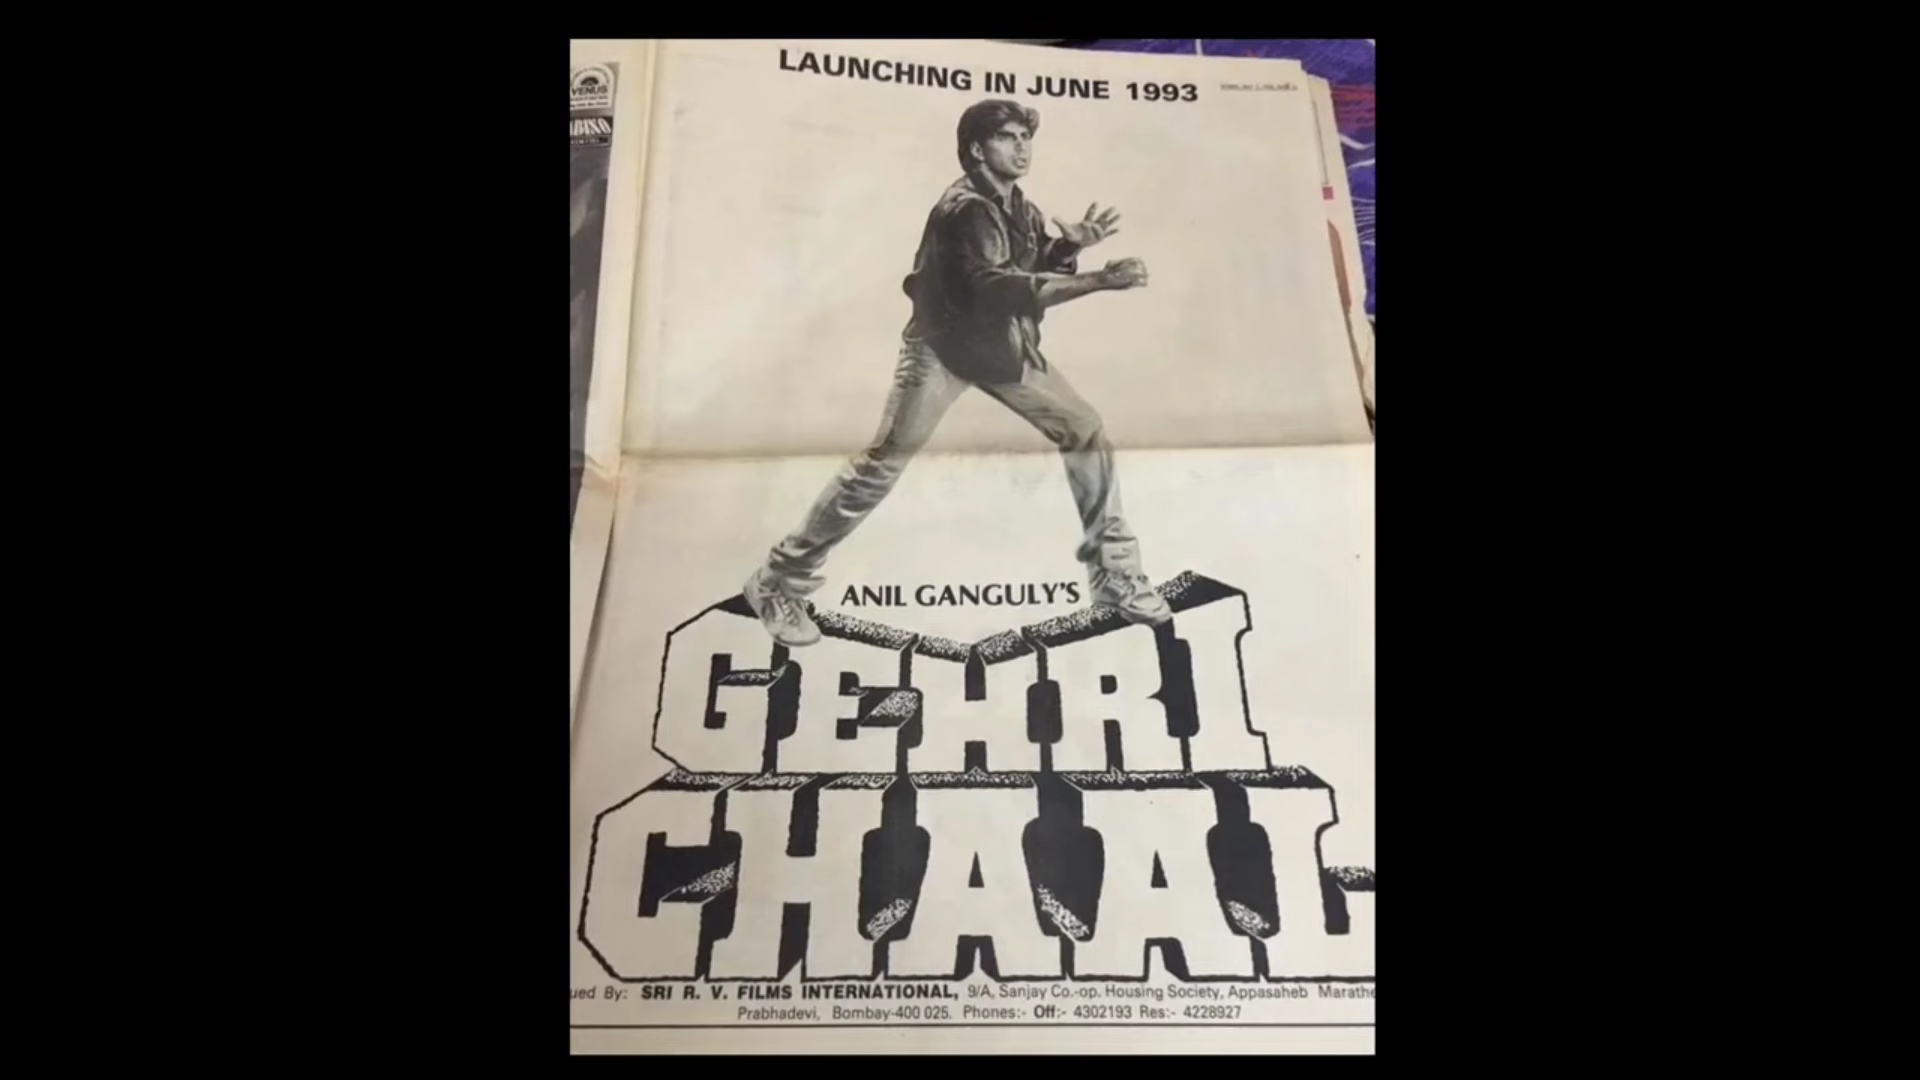 LAUNCHING IN JUNE 1993
VENUS
ANIL GANGULY'S
GEHRI
CHAAL
ued By: SRI R. V. FILMS INTERNATIONAL, 9/A, Sanjay Co.-op. Housing Society, Appasaheb Marathe
Prabhadevi, Bombay-400 025. Phones:- Off:- 4302193 Res:- 4228927